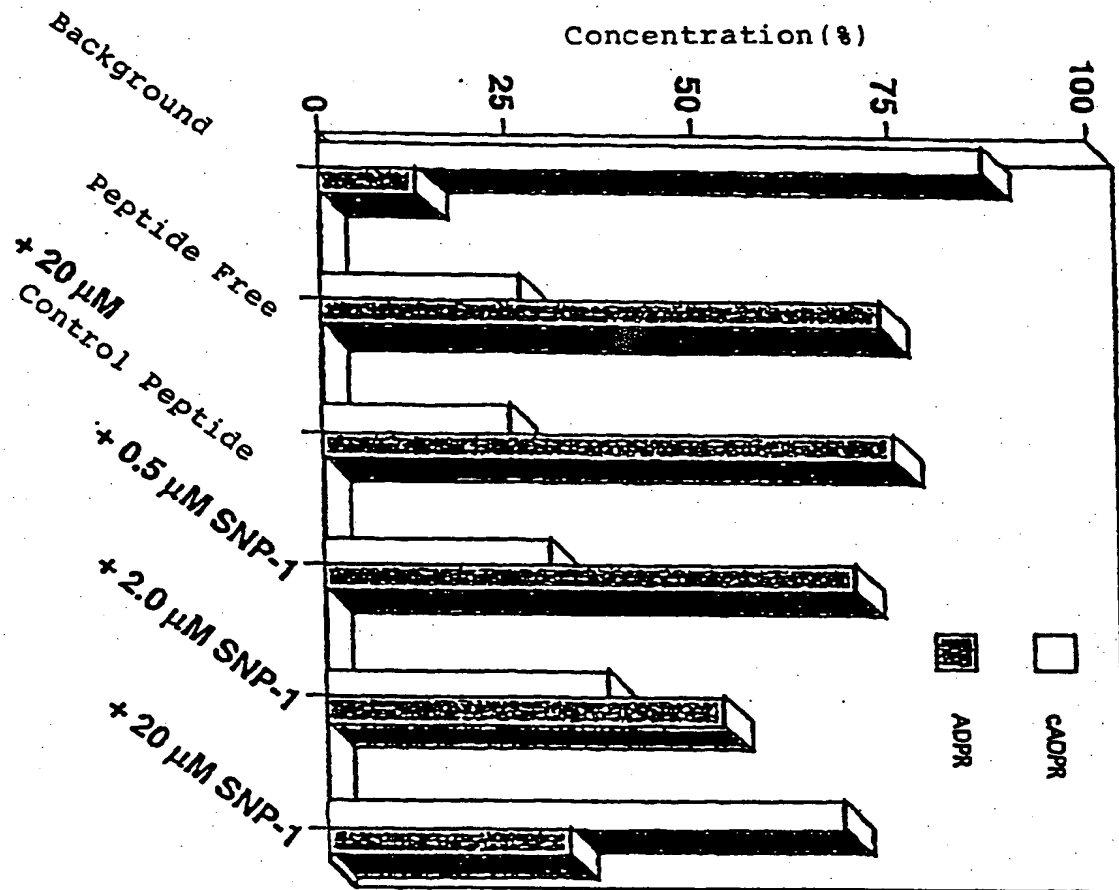 Concentration(%)
0
25
50
75
100
Background
Peptide Free
+ 20 µM
Control Peptide
+ 0.5 µM SNP-1
+ 2.0 µM SNP-1
+ 20 µM SNP-1
cADPR
ADPR